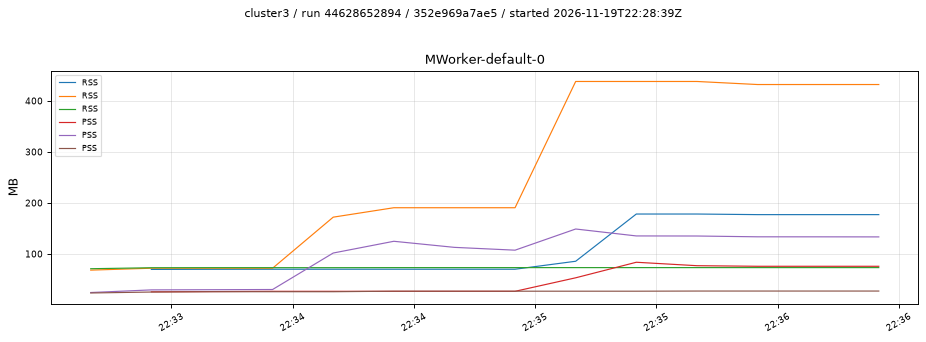 cluster3 / run 44628652894 / 352e969a7ae5 / started 2026-11-19T22:28:39Z
MWorker-default-0
RSS
RSS
RSS
PSS
PSS
PSS
MB
400
300
200
100
22:33
22:34
22:34
22:35
22:35
22:36
22:36